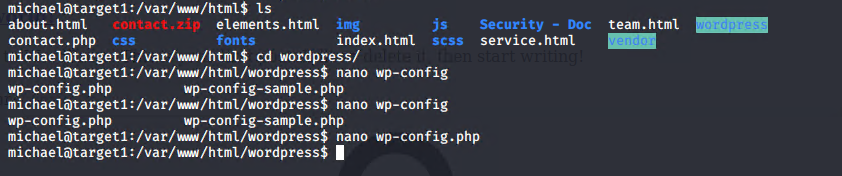 michael@target1:/var/www/html$ ls
about.html   contact.zip  elements.html  img         js    Security - Doc  team.html  wordpress
contact.php  css          fonts          index.html  scss  service.html    vendor
michael@target1:/var/www/html$ cd wordpress/ delete d, then start writing!
michael@target1:/var/www/html/wordpress$ nano wp-config
wp-config.php         wp-config-sample.php
michael@target1:/var/www/html/wordpress$ nano wp-config
wp-config.php         wp-config-sample.php
michael@target1:/var/www/html/wordpress$ nano wp-config.php
michael@target1:/var/www/html/wordpress$